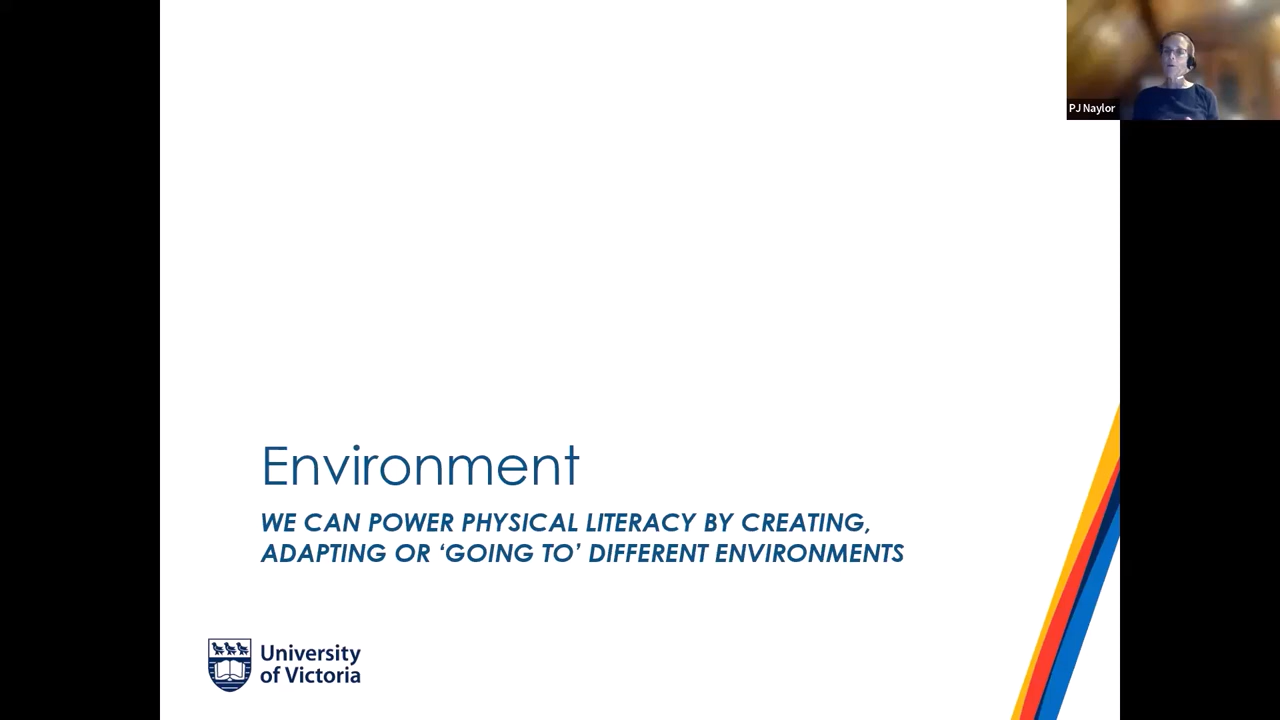 PJ Naylor
Environment
WE CAN POWER PHYSICAL LITERACY BY CREATING,
ADAPTING OR ‘GOING TO’ DIFFERENT ENVIRONMENTS
University
of Victoria